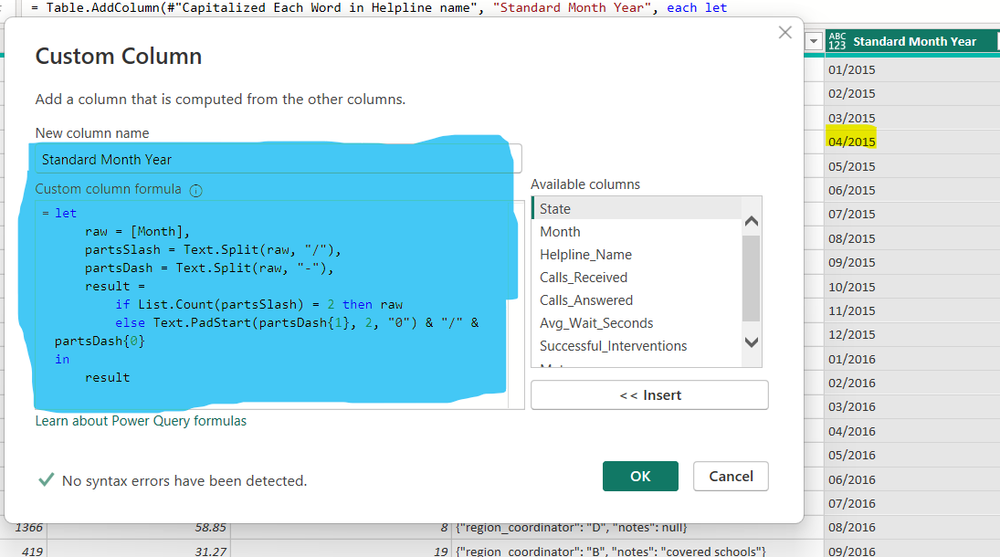 = Table.AddColumn(#"Capitalized Each Word in Helpline name", "Standard Month Year", each let
Custom Column
Add a column that is computed from the other columns.
New column name
Standard Month Year
Custom column formula
= let
raw = [Month],
partsSlash = Text.Split(raw, "/"),
partsDash = Text.Split(raw, "-"),
result =
if List.Count(partsSlash) = 2 then raw
else Text.PadStart(partsDash{1}, 2, "0") & "/" &
partsDash{0}
in
result
Learn about Power Query formulas
No syntax errors have been detected.
Available columns
State
Month
Helpline_Name
Calls_Received
Calls_Answered
Avg_Wait_Seconds
Successful_Interventions
<< Insert
OK
Cancel
ABC
123
Standard Month Year
01/2015
02/2015
03/2015
04/2015
05/2015
06/2015
07/2015
08/2015
09/2015
10/2015
11/2015
12/2015
01/2016
02/2016
03/2016
04/2016
05/2016
06/2016
07/2016
1366 58.85 8 {"region_coordinator": "D", "notes": null} 08/2016
419 31.27 19 {"region_coordinator": "B", "notes": "covered schools"} 09/2016